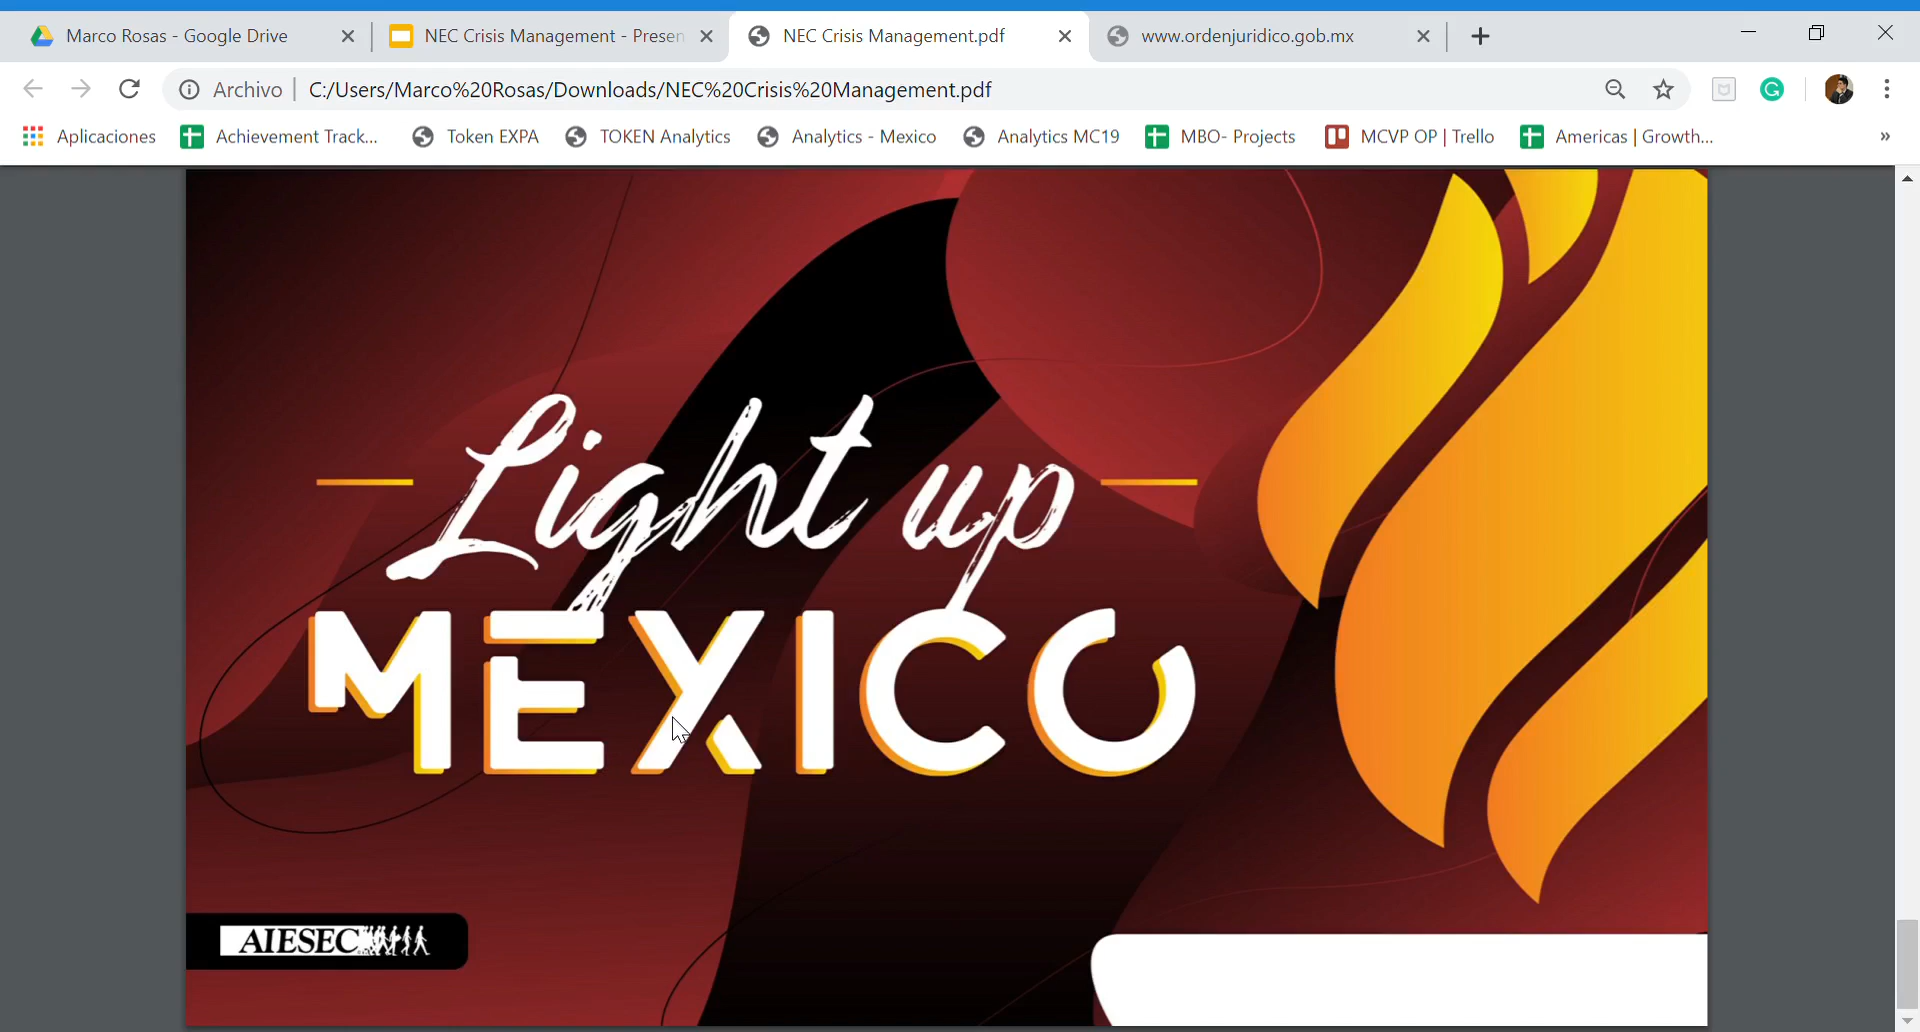 Marco Rosas - Google Drive
NEC Crisis Management - Presen
NEC Crisis Management.pdf
www.ordenjuridico.gob.mx
Archivo
C:/Users/Marco%20Rosas/Downloads/NEC%20Crisis%20Management.pdf
Aplicaciones
Achievement Track...
Token EXPA
TOKEN Analytics
Analytics - Mexico
Analytics MC19
MBO- Projects
MCVP OP | Trello
Americas | Growth...
Light up
MEXICO
AIESEC